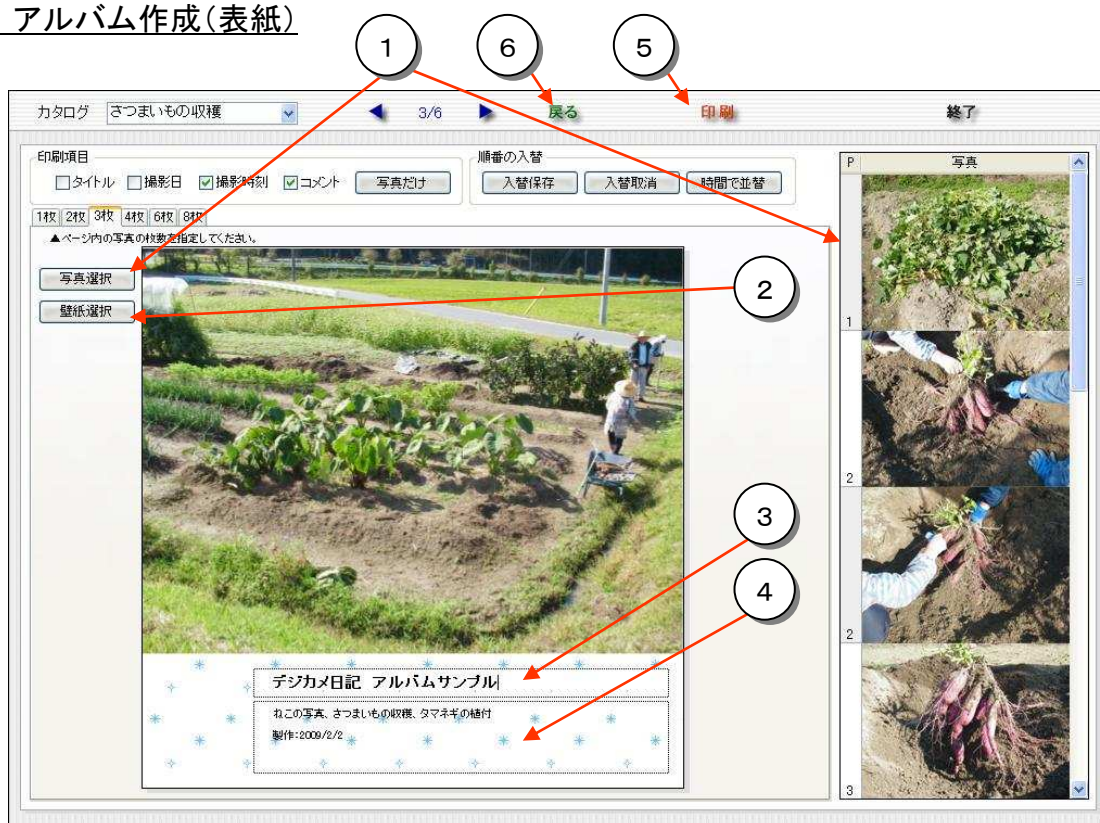 アルバム作成(表紙)
1 6 5
カタログ さつまいもの収穫 3/6 戻る 印刷 終了
印刷項目 順番の入替 P 写真
タイトル 撮影日 撮影時刻 コメント 写真だけ 入替保存 入替取消 時間で並替
1枚 2枚 3枚 4枚 6枚 8枚
▲ページ内の写真の枚数を指定してください。
写真選択
2
壁紙選択
1
2
3
4
2
デジカメ日記 アルバムサンプル
ねこの写真、さつまいもの収穫、タマネギの植付
製作:2009/2/2
3